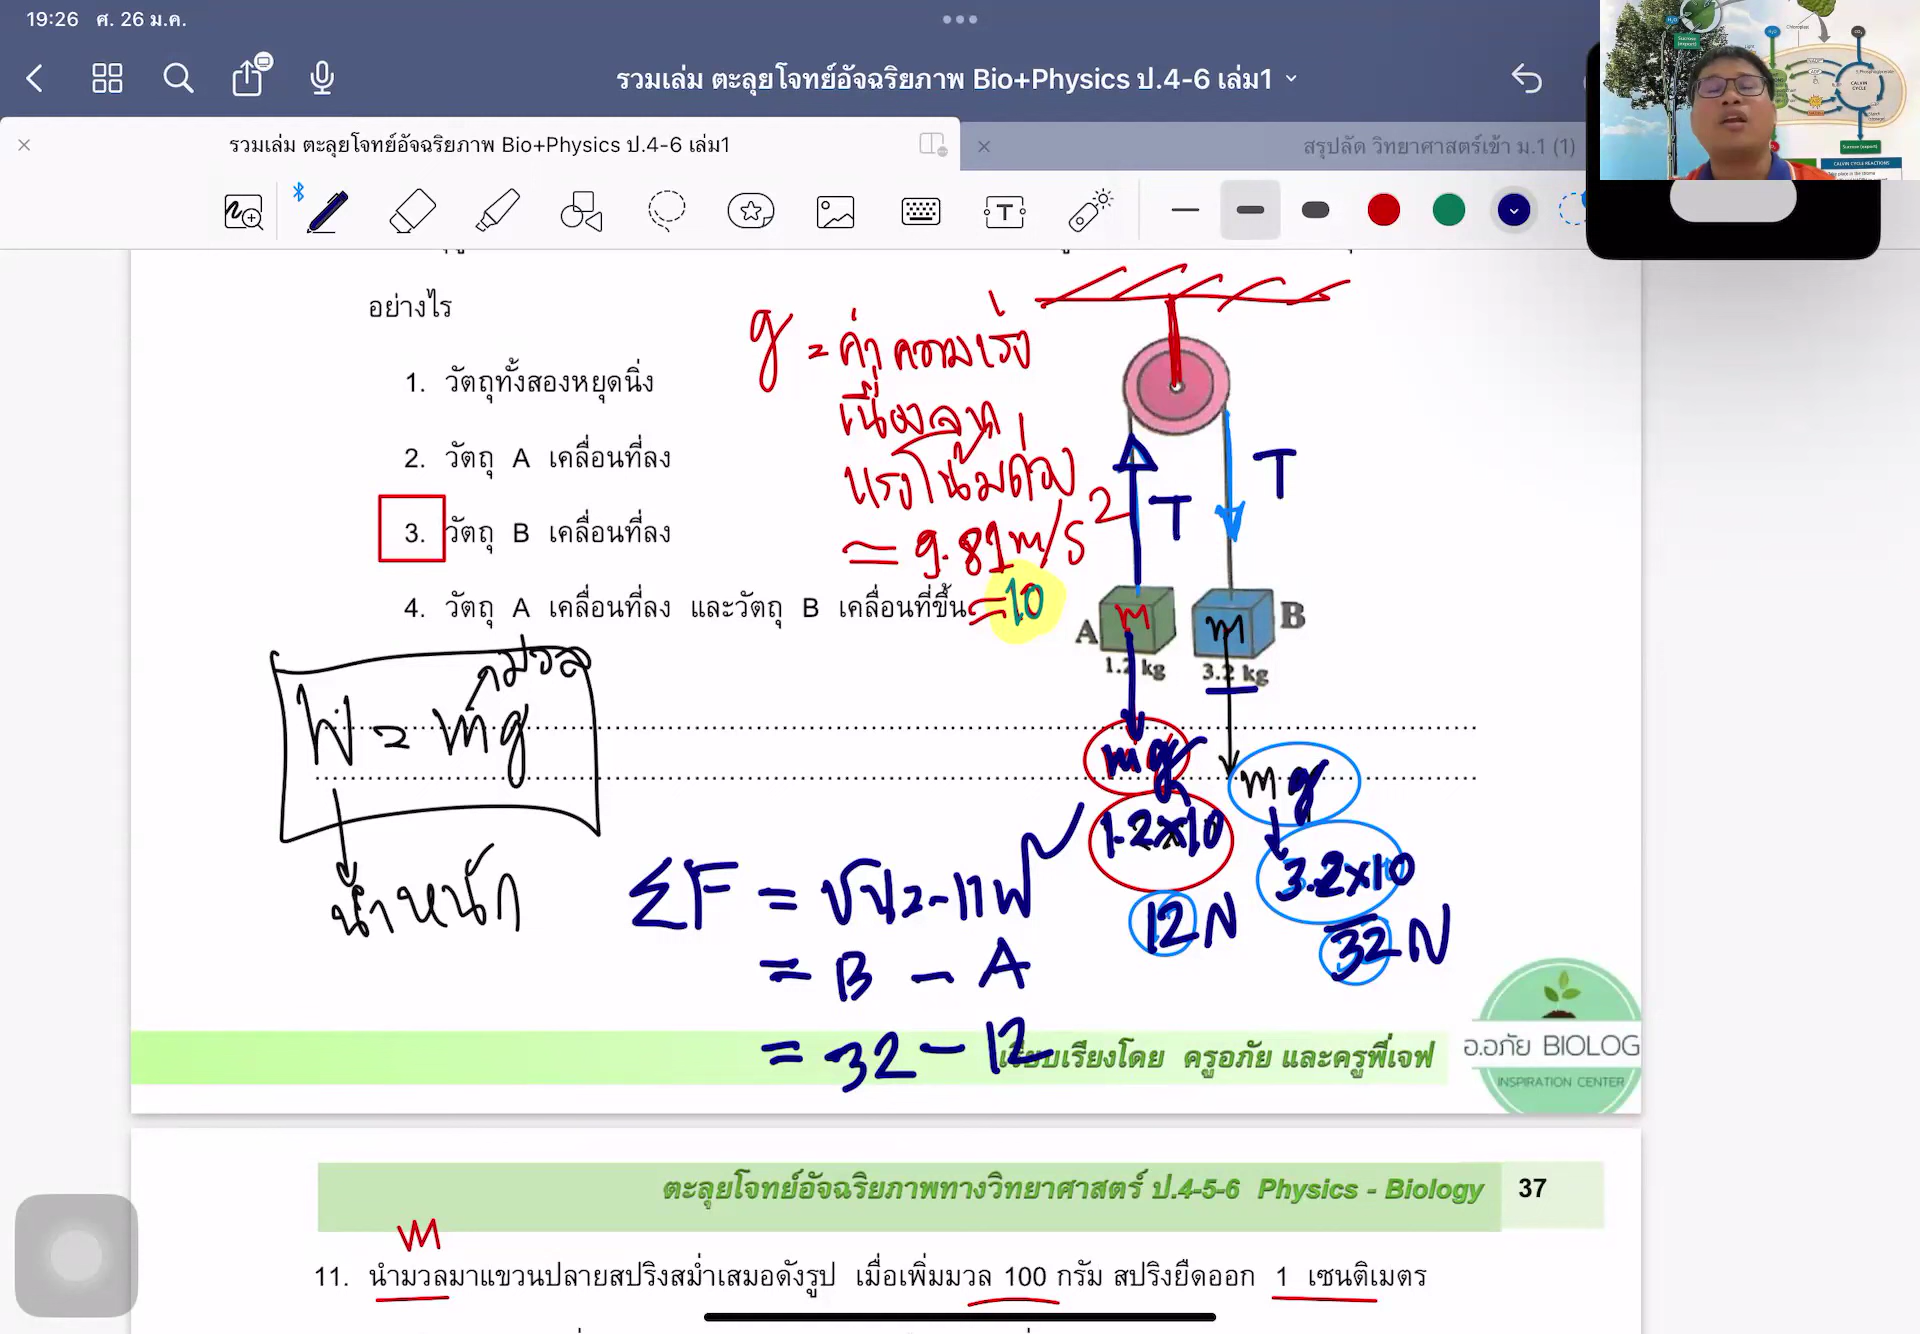 19:26 ศ. 26 ม.ค.
รวมเล่ม ตะลุยโจทย์อัจฉริยภาพ Bio+Physics ป.4-6 เล่ม1
รวมเล่ม ตะลุยโจทย์อัจฉริยภาพ Bio+Physics ป.4-6 เล่ม1
สรุปลัด วิทยาศาสตร์เข้า ม.1 (1)
CALVIN CYCLE
Sucrose (export)
CALVIN CYCLE REACTIONS
อย่างไร
1. วัตถุทั้งสองหยุดนิ่ง
2. วัตถุ A เคลื่อนที่ลง
3. วัตถุ B เคลื่อนที่ลง
4. วัตถุ A เคลื่อนที่ลง และวัตถุ B เคลื่อนที่ขึ้น
g = ค่าความเร่ง
เนื่องจาก
แรงโน้มถ่วง
≈ 9.81 m/s2
≈ 10
T
T
m
m
A
B
1.2 kg
3.2 kg
มวล
W = mg
น้ำหนัก
mg
1.2×10
12 N
mg
3.2×10
32 N
ΣF =
= B - A
= 32 - 12
เรียบเรียงโดย ครูอภัย และครูพี่เจฟ
อ.อภัย BIOLOG
INSPIRATION CENTER
ตะลุยโจทย์อัจฉริยภาพทางวิทยาศาสตร์ ป.4-5-6 Physics - Biology 37
m
11. นำมวลมาแขวนปลายสปริงสม่ำเสมอดังรูป เมื่อเพิ่มมวล 100 กรัม สปริงยืดออก 1 เซนติเมตร